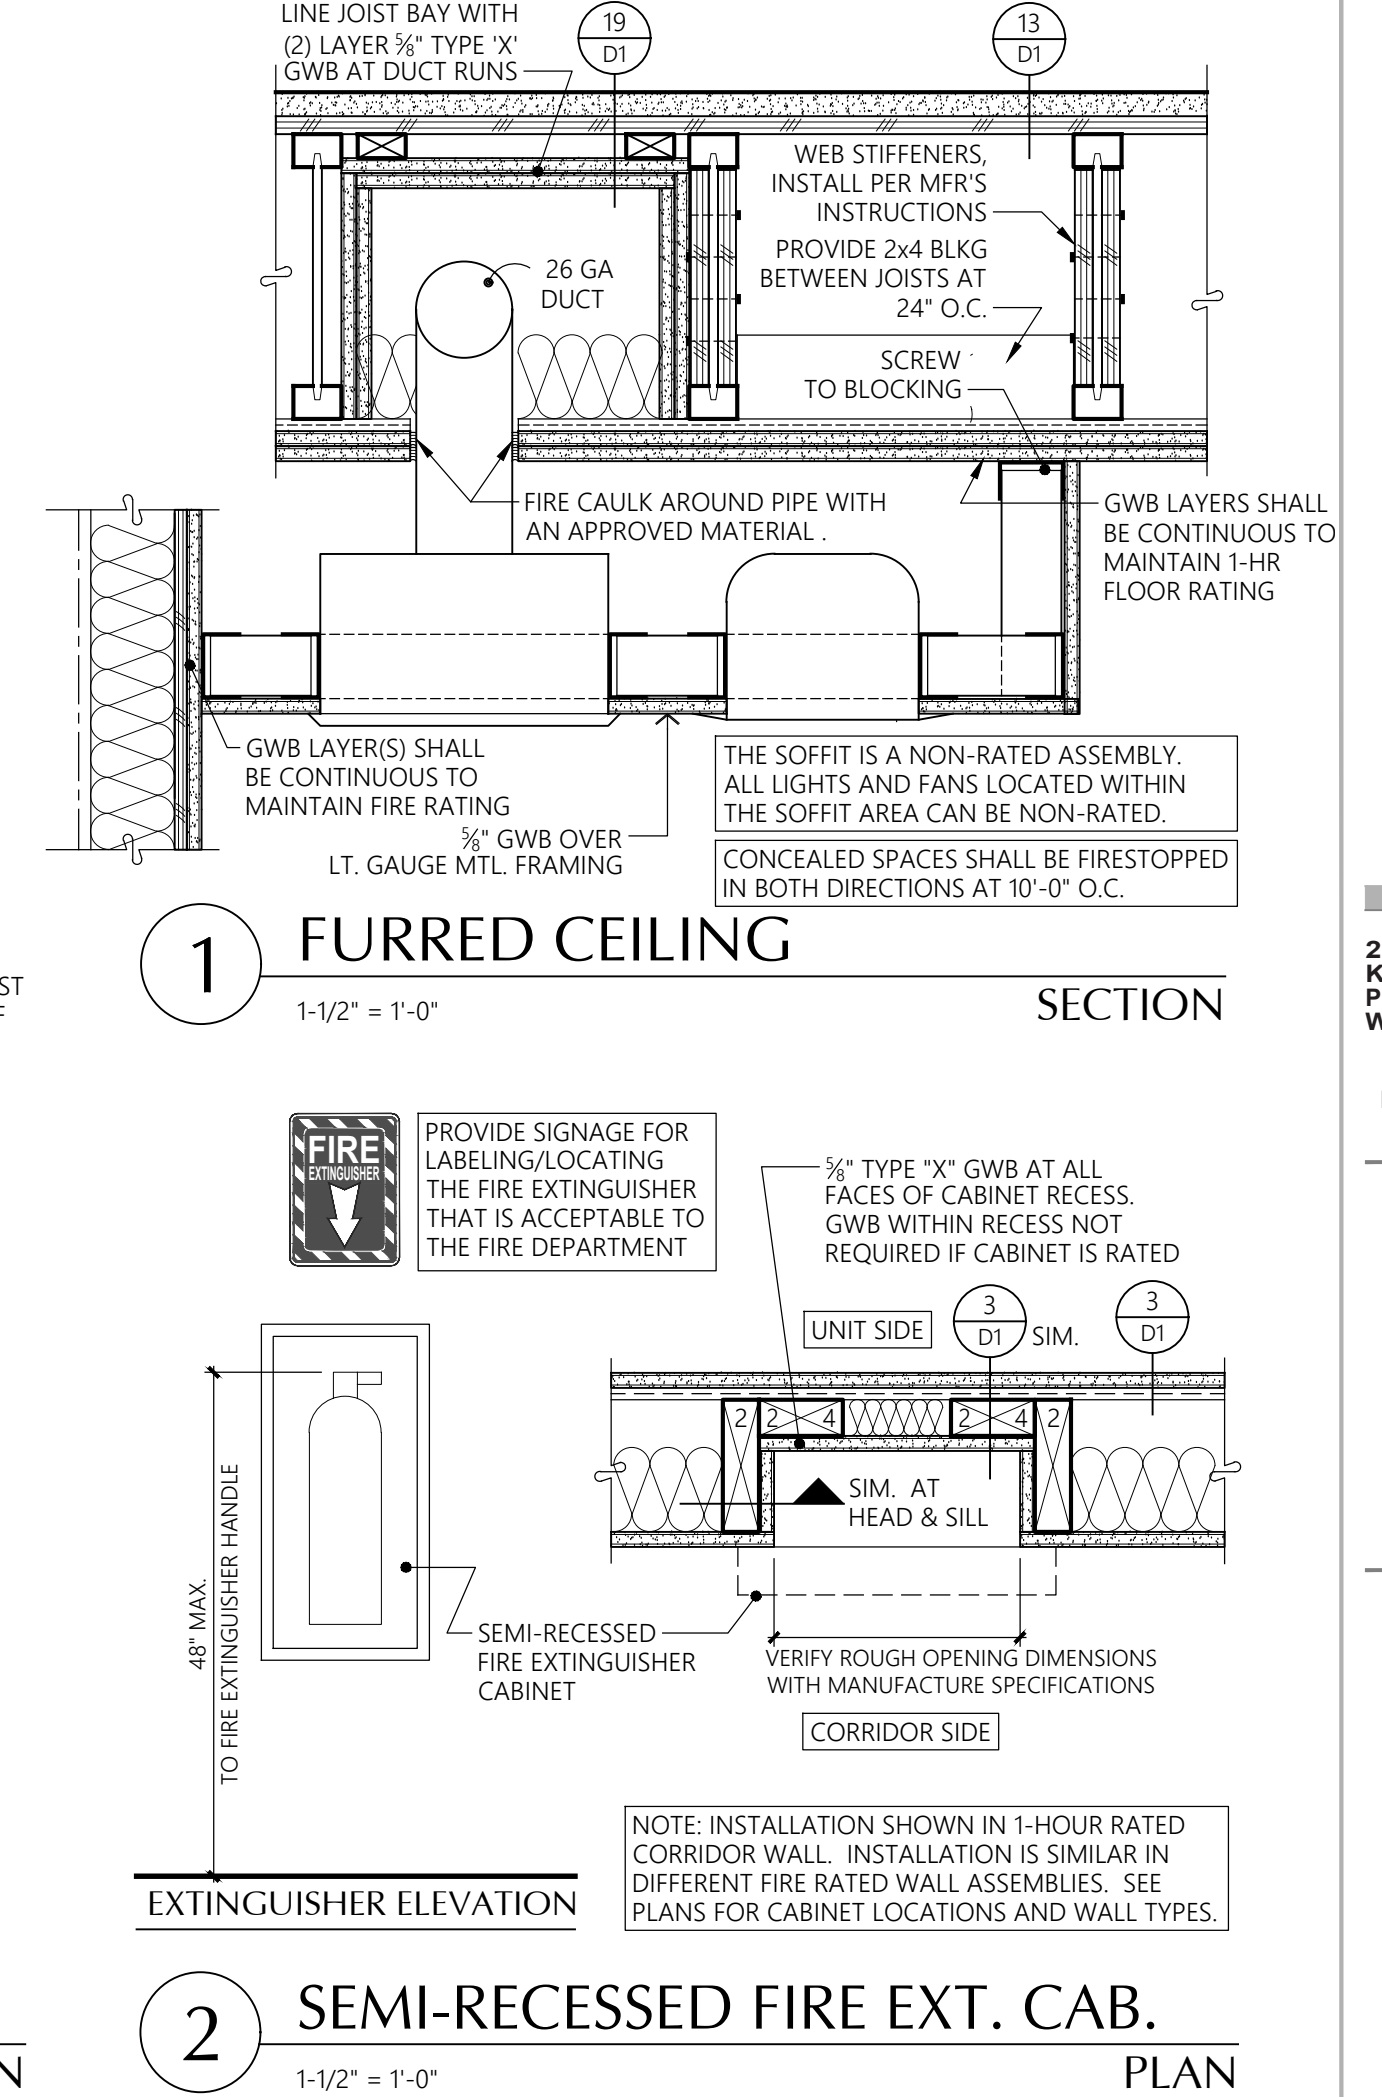 LINE JOIST BAY WITH
(2) LAYER ⅝" TYPE 'X'
GWB AT DUCT RUNS
19
D1
13
D1
WEB STIFFENERS,
INSTALL PER MFR'S
INSTRUCTIONS
PROVIDE 2x4 BLKG
BETWEEN JOISTS AT
24" O.C.
26 GA
DUCT
SCREW
TO BLOCKING
FIRE CAULK AROUND PIPE WITH
AN APPROVED MATERIAL .
GWB LAYERS SHALL
BE CONTINUOUS TO
MAINTAIN 1-HR
FLOOR RATING
GWB LAYER(S) SHALL
BE CONTINUOUS TO
MAINTAIN FIRE RATING
⅝" GWB OVER
LT. GAUGE MTL. FRAMING
THE SOFFIT IS A NON-RATED ASSEMBLY.
ALL LIGHTS AND FANS LOCATED WITHIN
THE SOFFIT AREA CAN BE NON-RATED.
CONCEALED SPACES SHALL BE FIRESTOPPED
IN BOTH DIRECTIONS AT 10'-0" O.C.
1
FURRED CEILING
1-1/2" = 1'-0"
SECTION
ST
2
K
P
W
FIRE
EXTINGUISHER
PROVIDE SIGNAGE FOR
LABELING/LOCATING
THE FIRE EXTINGUISHER
THAT IS ACCEPTABLE TO
THE FIRE DEPARTMENT
⅝" TYPE "X" GWB AT ALL
FACES OF CABINET RECESS.
GWB WITHIN RECESS NOT
REQUIRED IF CABINET IS RATED
UNIT SIDE
3
D1
SIM.
3
D1
2
2 4
2 4
2
SIM. AT
HEAD & SILL
48" MAX.
TO FIRE EXTINGUISHER HANDLE
SEMI-RECESSED
FIRE EXTINGUISHER
CABINET
VERIFY ROUGH OPENING DIMENSIONS
WITH MANUFACTURE SPECIFICATIONS
CORRIDOR SIDE
NOTE: INSTALLATION SHOWN IN 1-HOUR RATED
CORRIDOR WALL. INSTALLATION IS SIMILAR IN
DIFFERENT FIRE RATED WALL ASSEMBLIES. SEE
PLANS FOR CABINET LOCATIONS AND WALL TYPES.
EXTINGUISHER ELEVATION
2
SEMI-RECESSED FIRE EXT. CAB.
1-1/2" = 1'-0"
PLAN
N